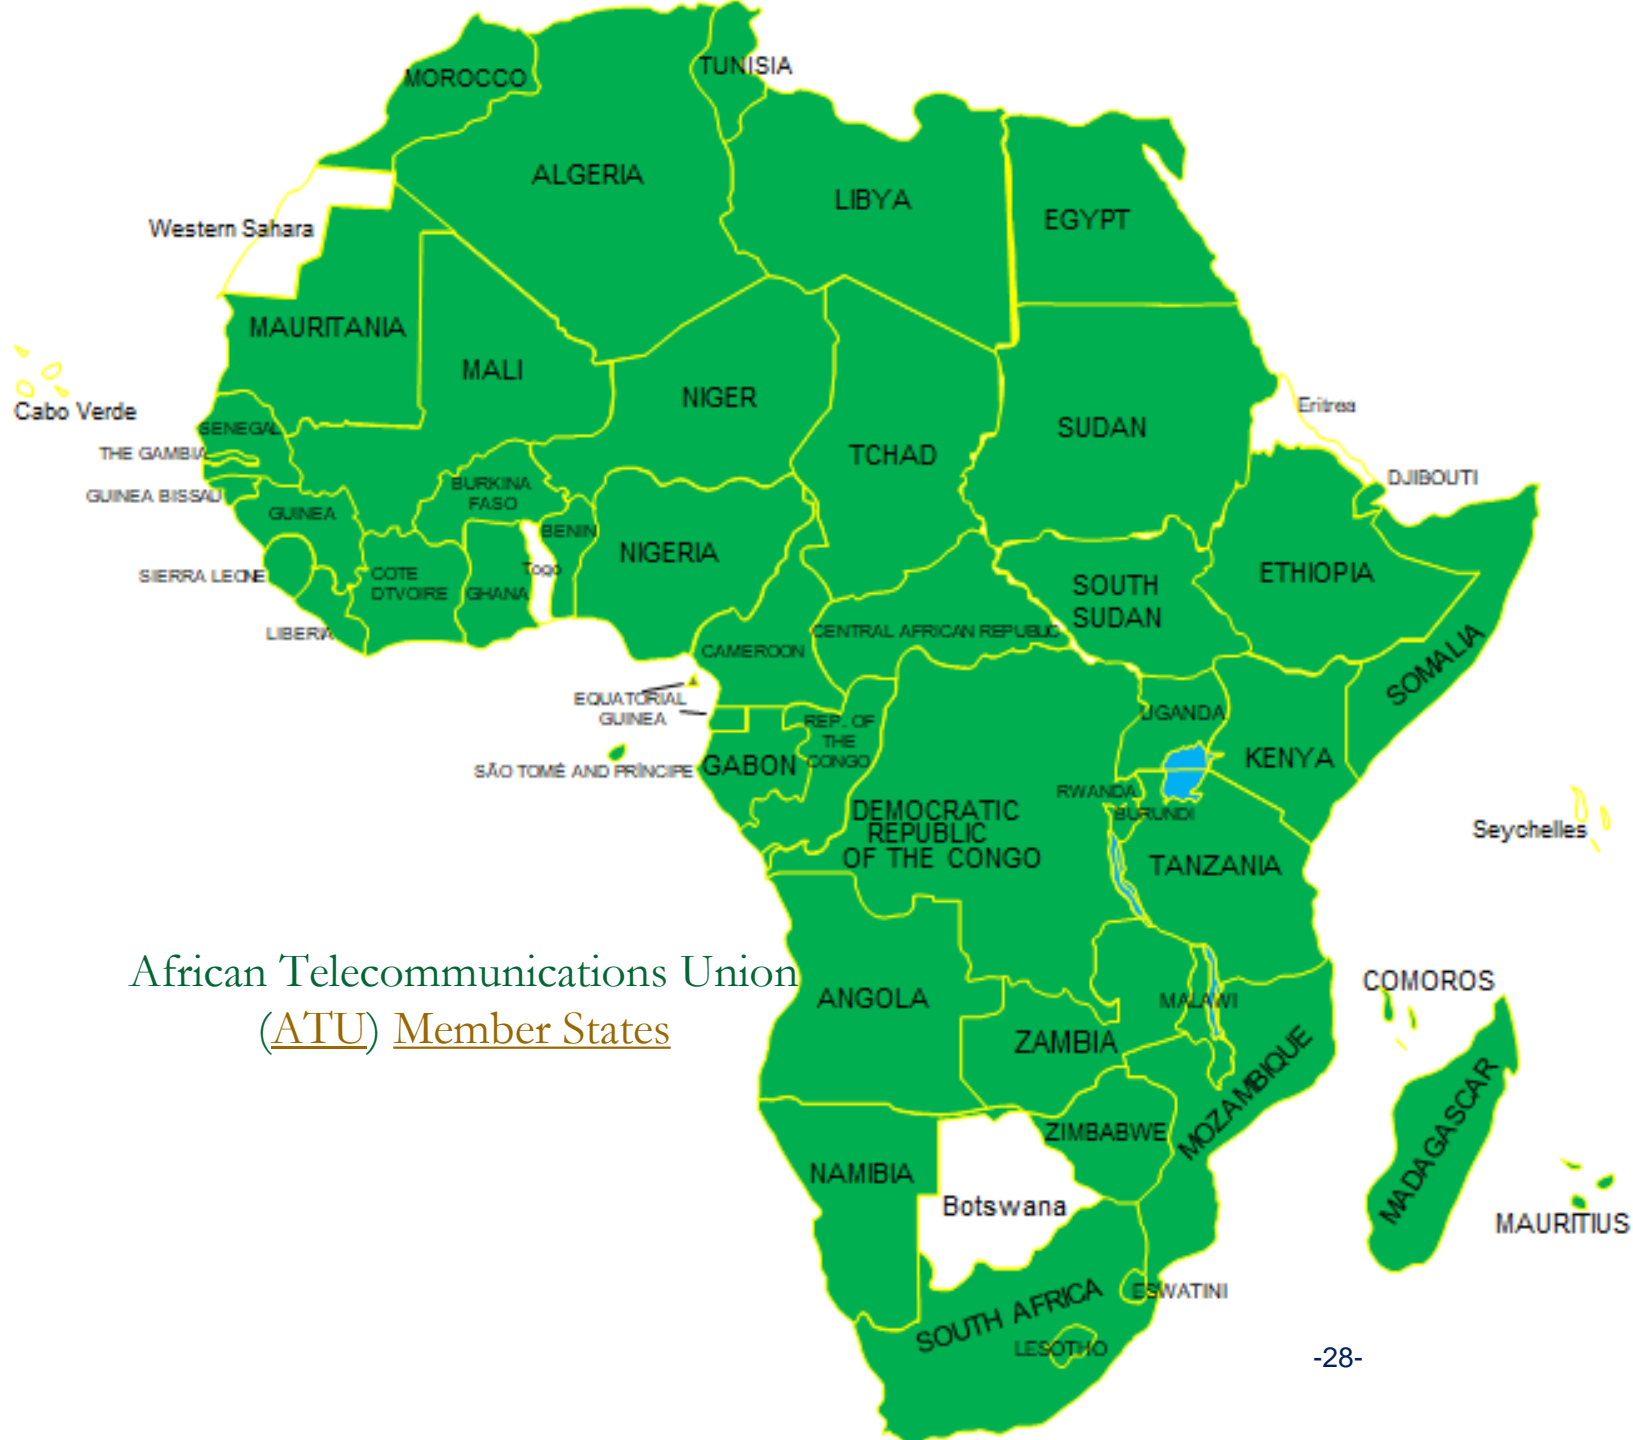 MOROCCO
TUNISIA
ALGERIA
LIBYA
EGYPT
Western Sahara
MAURITANIA
MALI
NIGER
Cabo Verde
SENEGAL
SUDAN
Eritrea
THE GAMBIA
TCHAD
DJIBOUTI
GUINEA BISSAU
BURKINA
FASO
GUINEA
BENIN
NIGERIA
Togo
SIERRA LEONE
COTE
DTVOIRE
GHANA
ETHIOPIA
SOUTH
SUDAN
LIBERIA
CENTRAL AFRICAN REPUBLIC
CAMEROON
SOMALIA
EQUATORIAL
GUINEA
UGANDA
REP. OF
THE
CONGO
KENYA
SÃO TOMÉ AND PRÍNCIPE
GABON
RWANDA
BURUNDI
DEMOCRATIC
REPUBLIC
OF THE CONGO
Seychelles
TANZANIA
African Telecommunications Union
(ATU) Member States
ANGOLA
MALAWI
COMOROS
ZAMBIA
MOZAMBIQUE
ZIMBABWE
MADAGASCAR
NAMIBIA
Botswana
MAURITIUS
ESWATINI
SOUTH AFRICA
LESOTHO
-28-